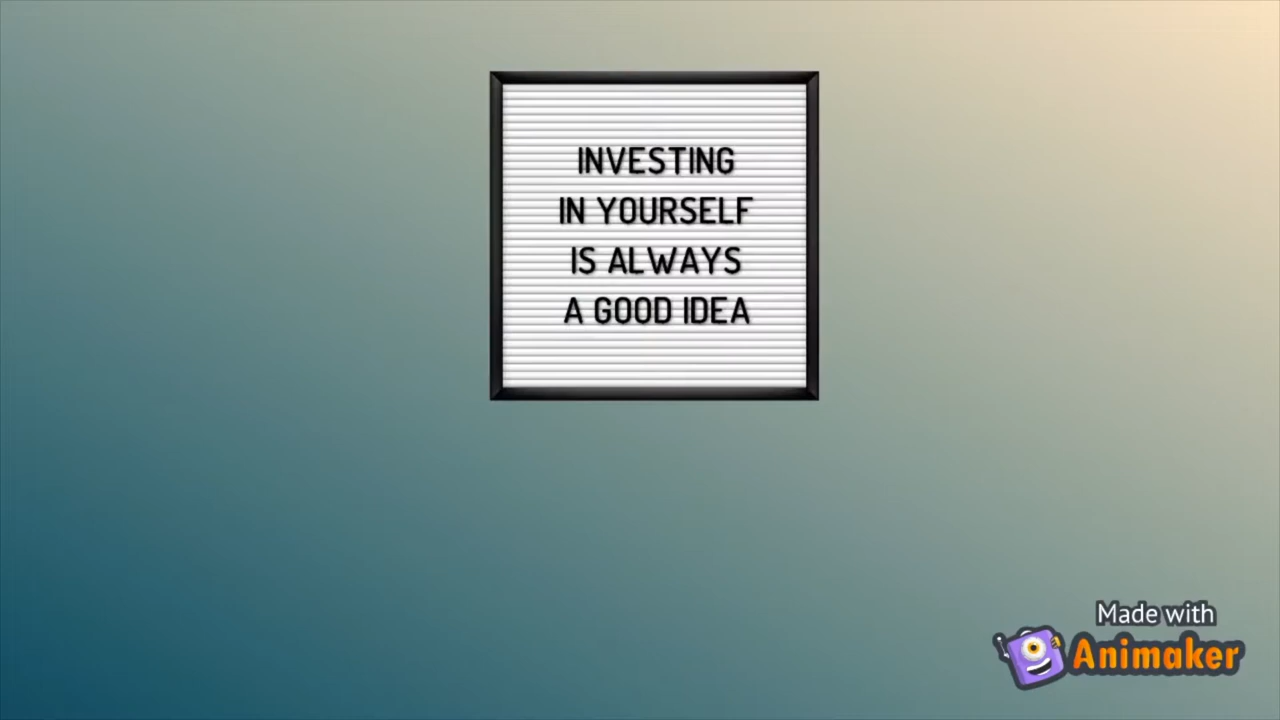 INVESTING
IN YOURSELF
IS ALWAYS
A GOOD IDEA
Made with
Animaker